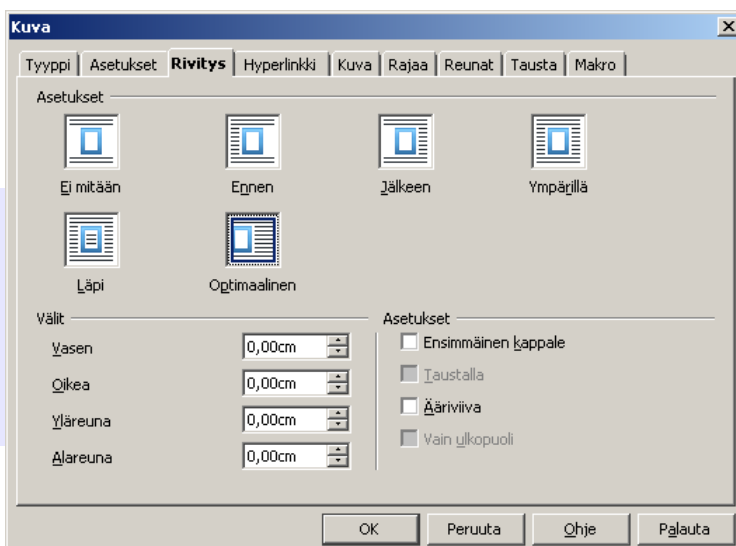 Kuva
Tyyppi Asetukset Rivitys Hyperlinkki Kuva Rajaa Reunat Tausta Makro
Asetukset
Ei mitään Ennen Jälkeen Ympärillä
Läpi Optimaalinen
Välit
Vasen 0,00cm
Oikea 0,00cm
Yläreuna 0,00cm
Alareuna 0,00cm
Asetukset
Ensimmäinen kappale
Taustalla
Ääriviiva
Vain ulkopuoli
OK Peruuta Ohje Palauta